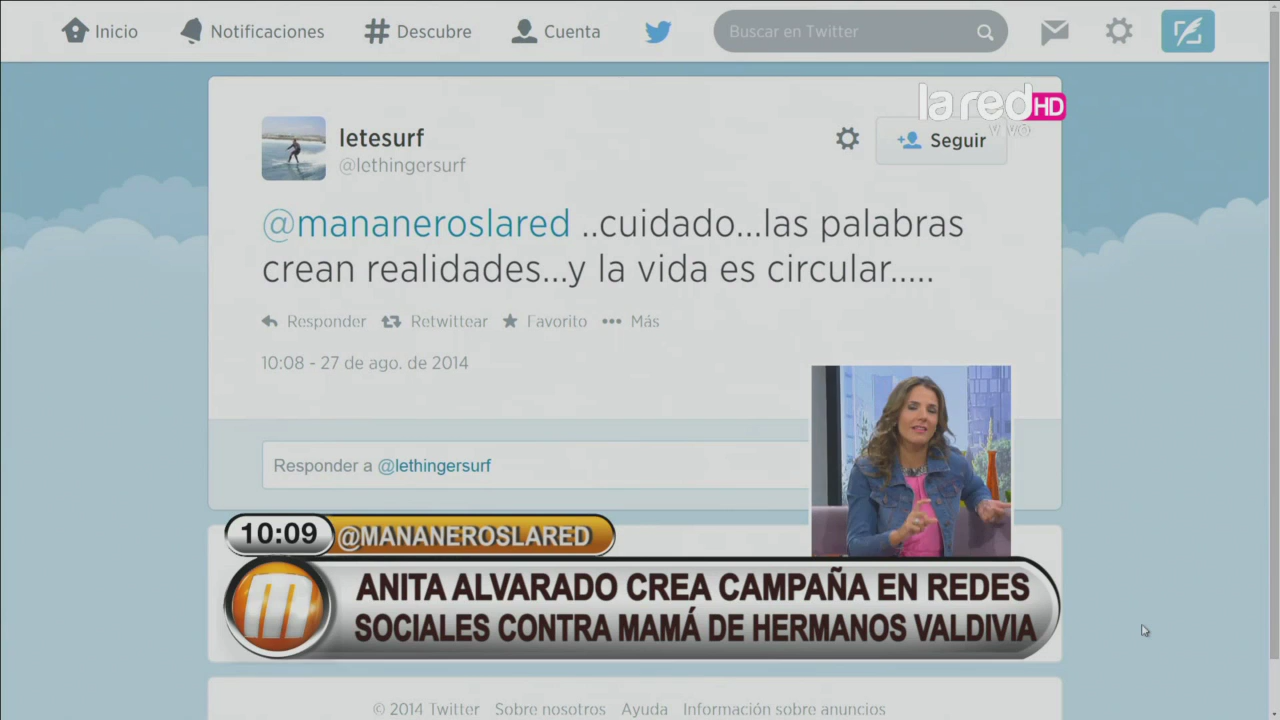 Inicio
Notificaciones
Descubre
Cuenta
Buscar en Twitter
lared HD
vivo
letesurf
@lethingersurf
Seguir
@mananeroslared ..cuidado...las palabras
crean realidades...y la vida es circular.....
Responder
Retwittear
Favorito
Más
10:08 - 27 de ago. de 2014
Responder a @lethingersurf
10:09
@MANANEROSLARED
m
ANITA ALVARADO CREA CAMPAÑA EN REDES
SOCIALES CONTRA MAMÁ DE HERMANOS VALDIVIA
© 2014 Twitter Sobre nosotros Ayuda Información sobre anuncios